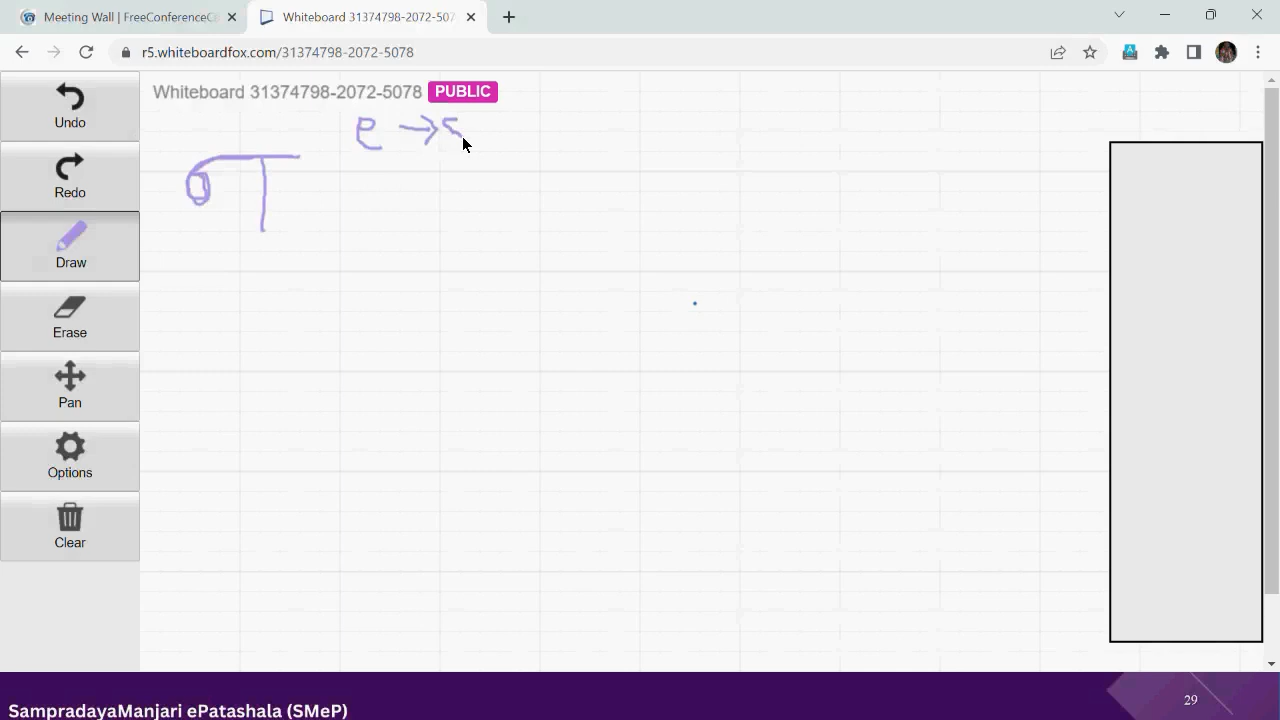 Meeting Wall | FreeConferenceC
Whiteboard 31374798-2072-507
r5.whiteboardfox.com/31374798-2072-5078
Whiteboard 31374798-2072-5078 PUBLIC
e →
Undo
Redo
Draw
Erase
Pan
Options
Clear
29
SampradayaManjari ePatashala (SMeP)